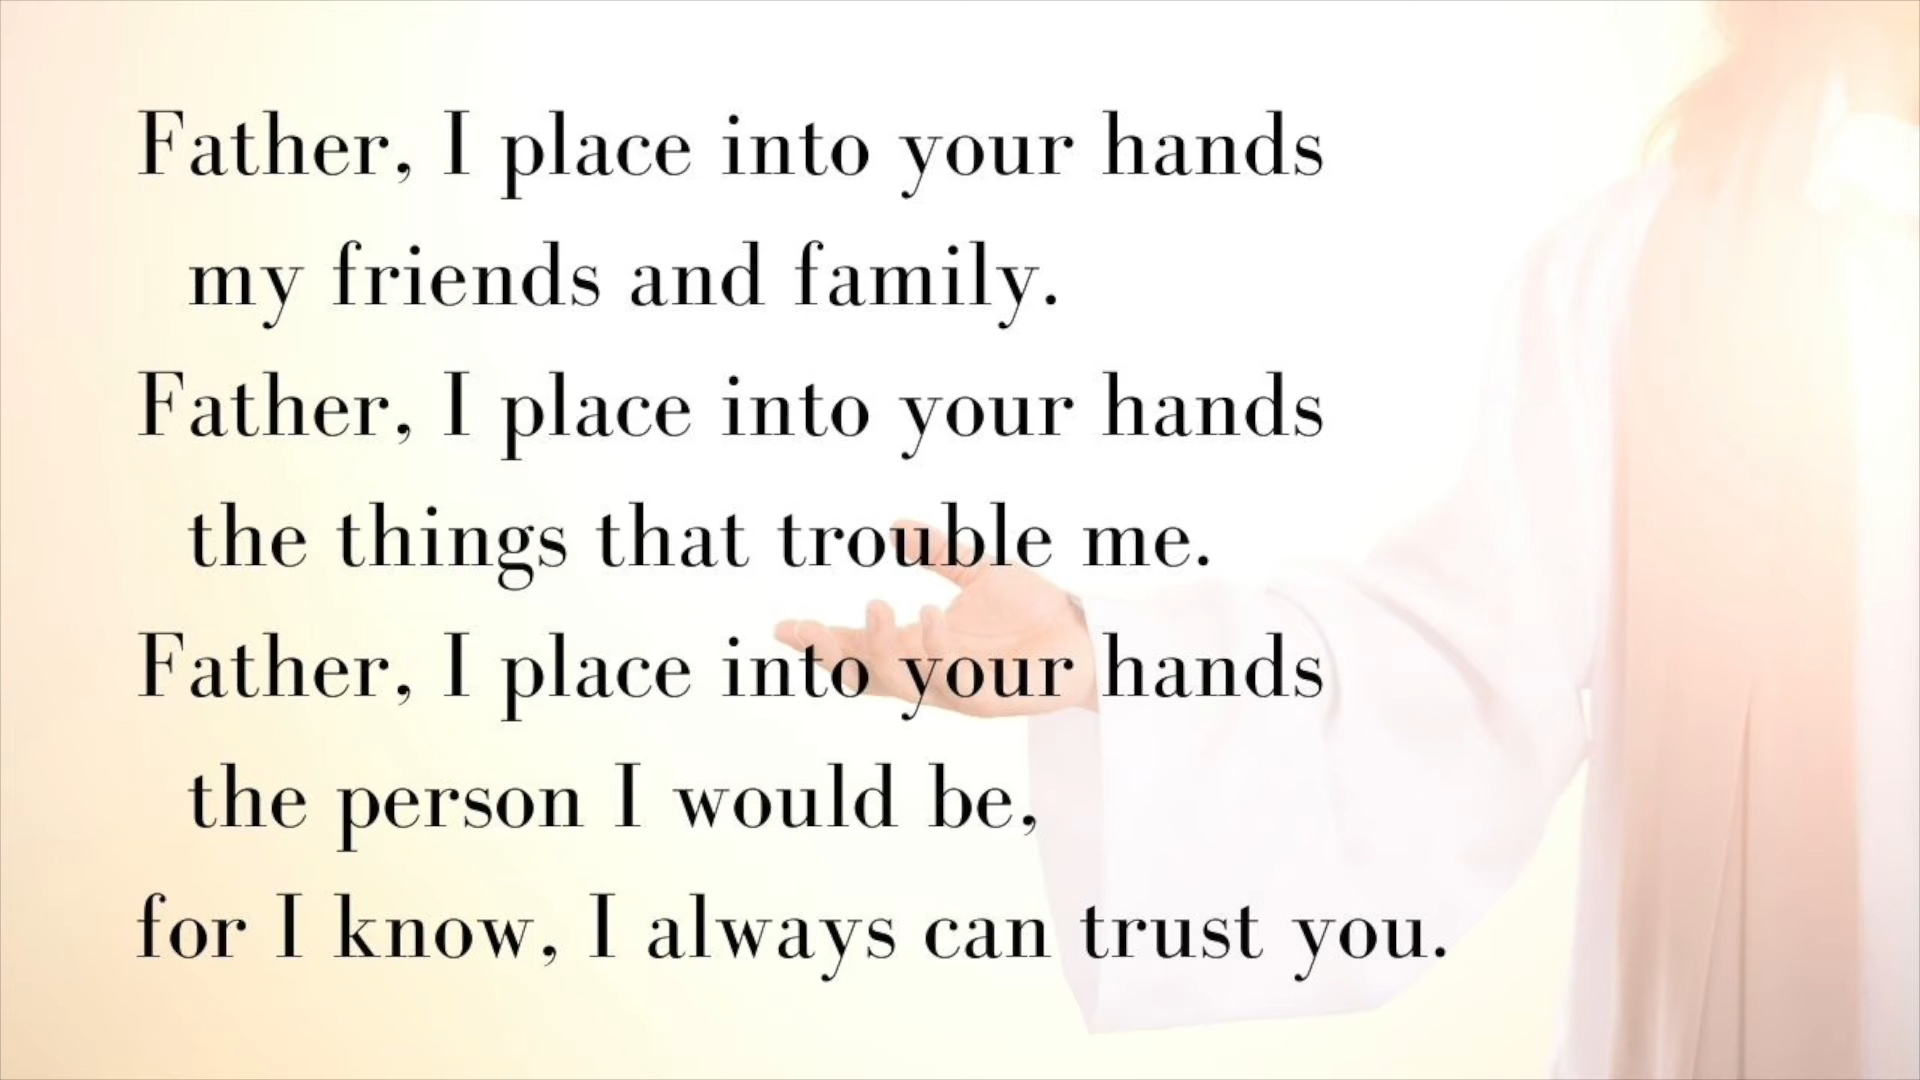 Father, I place into your hands
my friends and family.
Father, I place into your hands
the things that trouble me.
Father, I place into your hands
the person I would be,
for I know, I always can trust you.